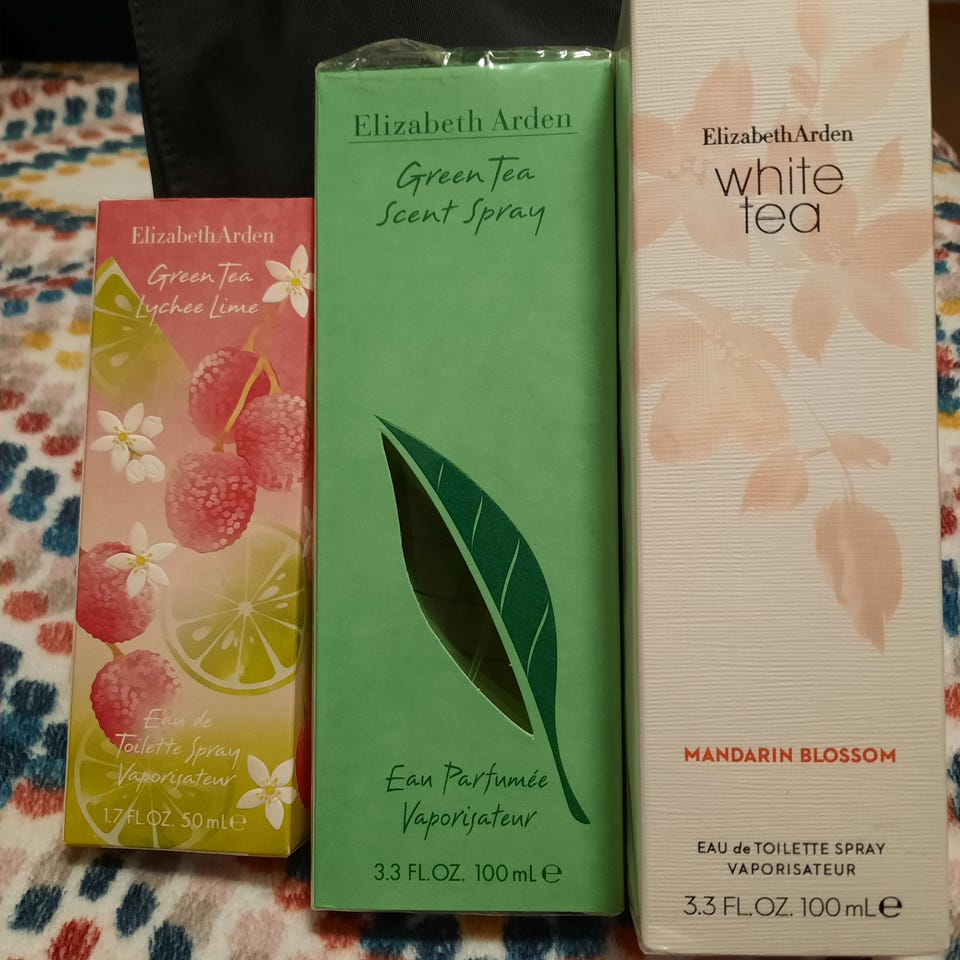 Elizabeth Arden
Green Tea
Lychee Lime
Eau de
Toilette Spray
Vaporisateur
1.7 FL.OZ. 50 mL e
Elizabeth Arden
Green Tea
Scent Spray
Eau Parfumée
Vaporisateur
3.3 FL.OZ. 100 mL e
ElizabethArden
white
tea
MANDARIN BLOSSOM
EAU de TOILETTE SPRAY
VAPORISATEUR
3.3 FL.OZ. 100 mL e